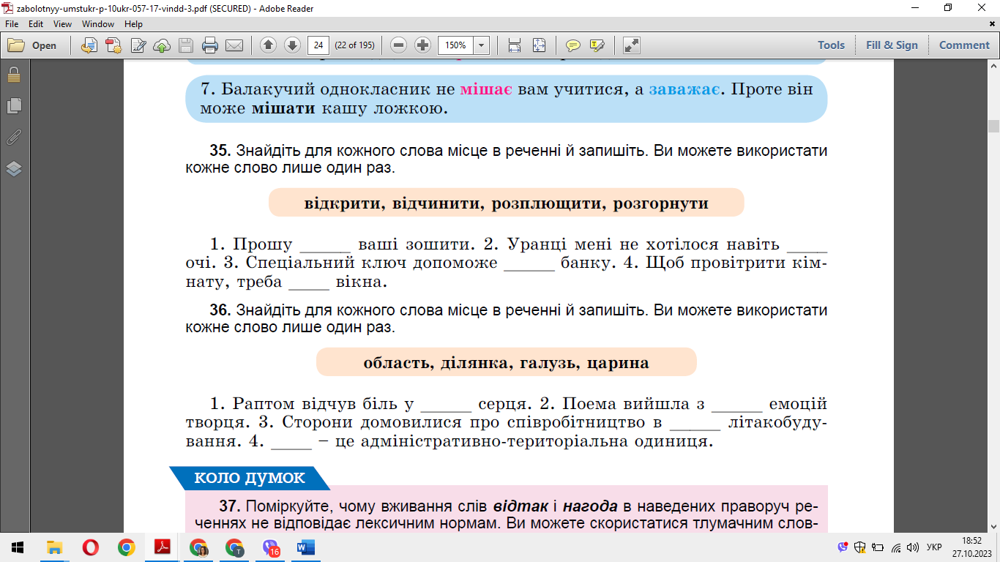 zabolotnyy-umstukr-p-10ukr-057-17-vindd-3.pdf (SECURED) - Adobe Reader
File Edit View Window Help
Open 24 (22 of 195) 150% Tools Fill & Sign Comment
7. Балакучий однокласник не мішає вам учитися, а заважає. Проте він
може мішати кашу ложкою.
35. Знайдіть для кожного слова місце в реченні й запишіть. Ви можете використати
кожне слово лише один раз.
відкрити, відчинити, розплющити, розгорнути
1. Прошу _____ ваші зошити. 2. Уранці мені не хотілося навіть ____
очі. 3. Спеціальний ключ допоможе _____ банку. 4. Щоб провітрити кім-
нату, треба ____ вікна.
36. Знайдіть для кожного слова місце в реченні й запишіть. Ви можете використати
кожне слово лише один раз.
область, ділянка, галузь, царина
1. Раптом відчув біль у _____ серця. 2. Поема вийшла з _____ емоцій
творця. 3. Сторони домовилися про співробітництво в _____ літакобуду-
вання. 4. ____ – це адміністративно-територіальна одиниця.
КОЛО ДУМОК
37. Поміркуйте, чому вживання слів відтак і нагода в наведених праворуч ре-
ченнях не відповідає лексичним нормам. Ви можете скористатися тлумачним слов-
T 16 W УКР 18:52
27.10.2023